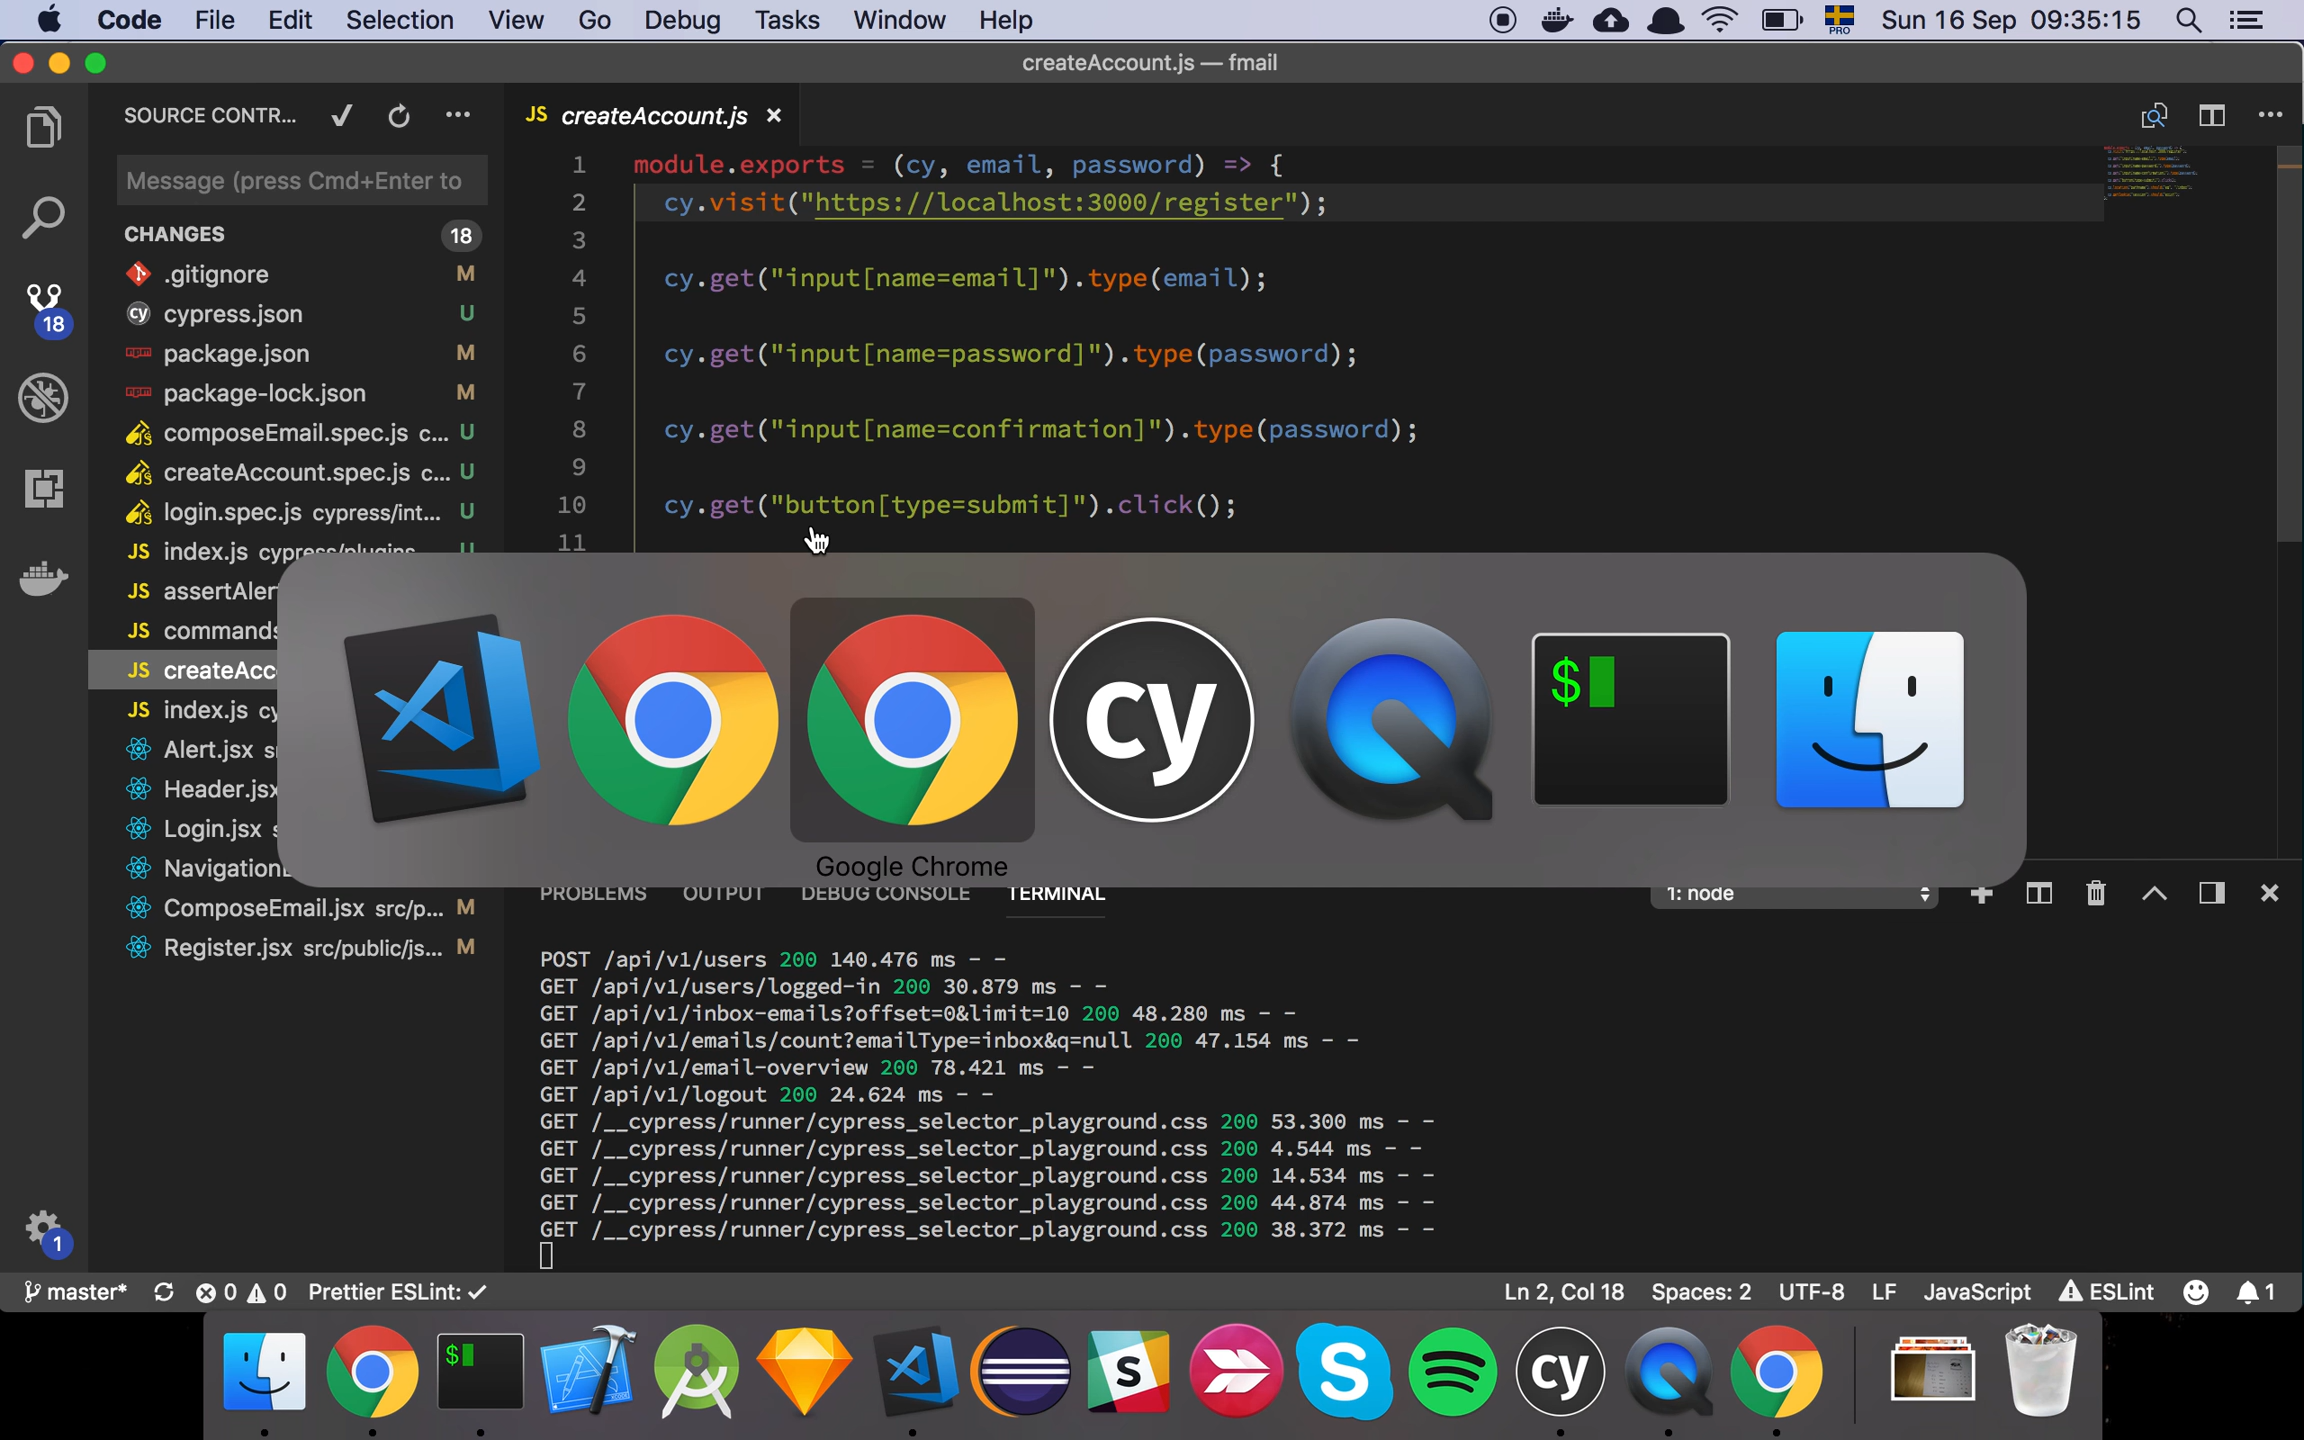 Code File Edit Selection View Go Debug Tasks Window Help PRO Sun 16 Sep 09:35:15
createAccount.js — fmail
SOURCE CONTR...
JS createAccount.js
Message (press Cmd+Enter to
CHANGES 18
.gitignore M
cy cypress.json U
package.json M
package-lock.json M
composeEmail.spec.js c... U
createAccount.spec.js c... U
login.spec.js cypress/int... U
JS index.js cypress/plugins U
JS assertAler
JS commands
JS createAcc
JS index.js cy
Alert.jsx s
Header.jsx
Login.jsx s
Navigation
ComposeEmail.jsx src/p... M
Register.jsx src/public/js... M
18
1
1 module.exports = (cy, email, password) => {
2 cy.visit("https://localhost:3000/register");
3
4 cy.get("input[name=email]").type(email);
5
6 cy.get("input[name=password]").type(password);
7
8 cy.get("input[name=confirmation]").type(password);
9
10 cy.get("button[type=submit]").click();
11
cy
$
Google Chrome
PROBLEMS OUTPUT DEBUG CONSOLE TERMINAL 1: node
POST /api/v1/users 200 140.476 ms - -
GET /api/v1/users/logged-in 200 30.879 ms - -
GET /api/v1/inbox-emails?offset=0&limit=10 200 48.280 ms - -
GET /api/v1/emails/count?emailType=inbox&q=null 200 47.154 ms - -
GET /api/v1/email-overview 200 78.421 ms - -
GET /api/v1/logout 200 24.624 ms - -
GET /__cypress/runner/cypress_selector_playground.css 200 53.300 ms - -
GET /__cypress/runner/cypress_selector_playground.css 200 4.544 ms - -
GET /__cypress/runner/cypress_selector_playground.css 200 14.534 ms - -
GET /__cypress/runner/cypress_selector_playground.css 200 44.874 ms - -
GET /__cypress/runner/cypress_selector_playground.css 200 38.372 ms - -
master* 0 0 Prettier ESLint: ✓ Ln 2, Col 18 Spaces: 2 UTF-8 LF JavaScript ESLint 1
$ S S cy